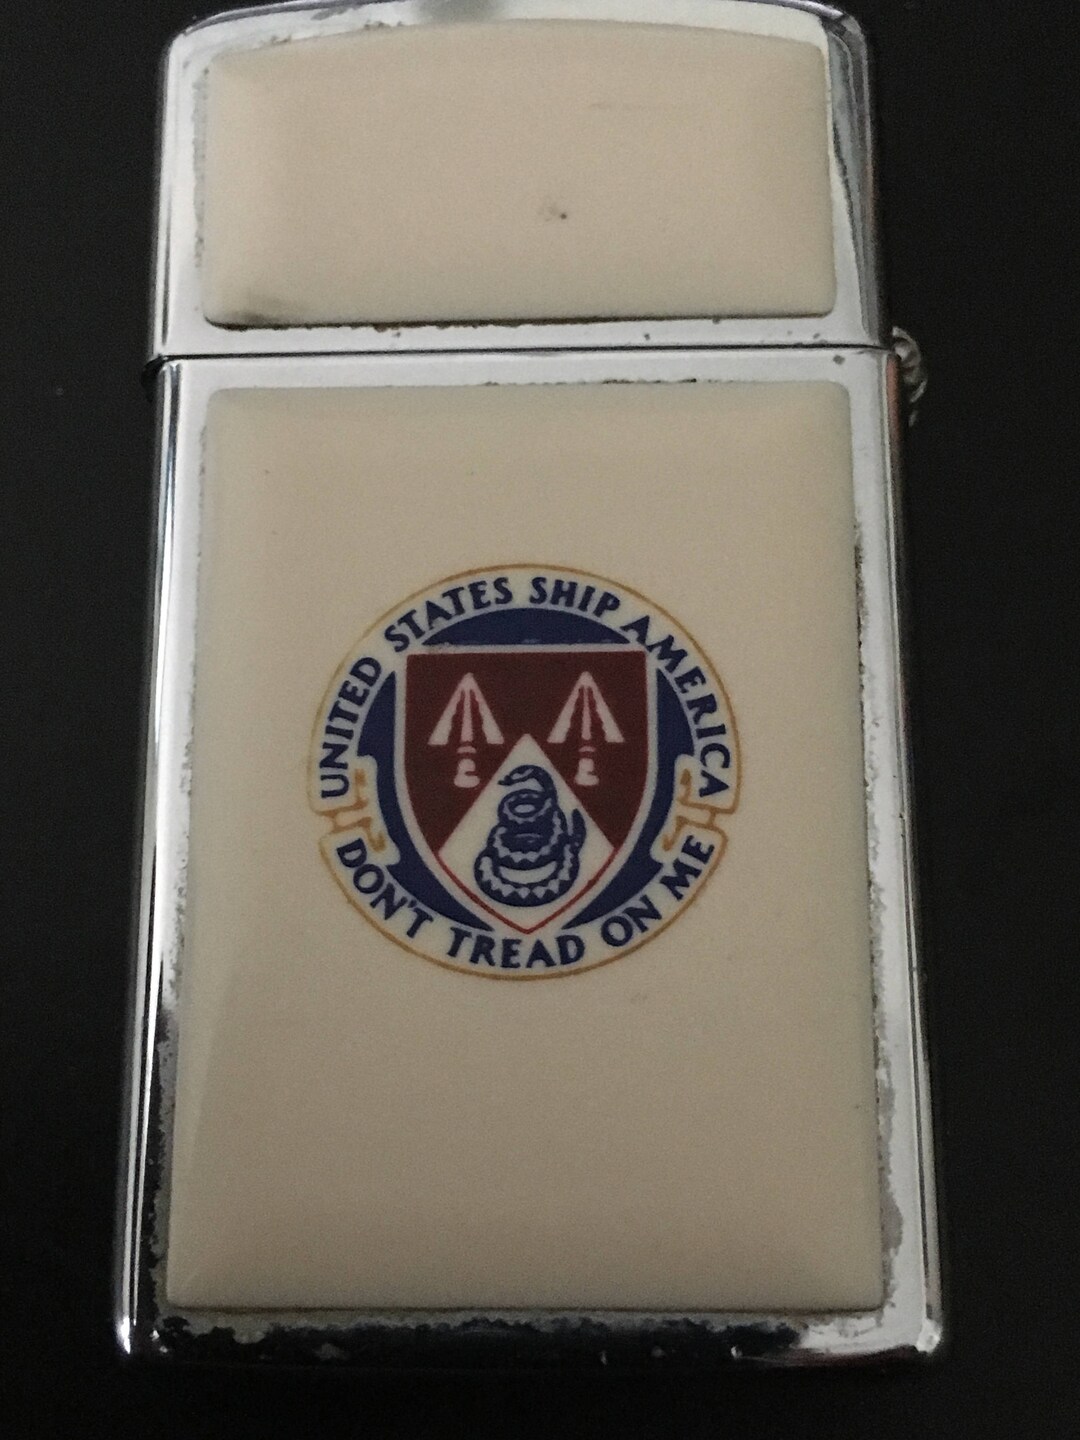 UNITED STATES SHIP AMERICA
DON'T TREAD ON ME